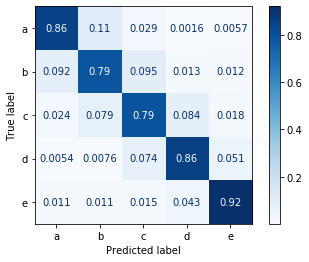 a 0.86 0.11 0.029 0.0016 0.0057
b 0.092 0.79 0.095 0.013 0.012
c 0.024 0.079 0.79 0.084 0.018
d 0.0054 0.0076 0.074 0.86 0.051
e 0.011 0.011 0.015 0.043 0.92
a b c d e
True label
Predicted label
0.8
0.6
0.4
0.2